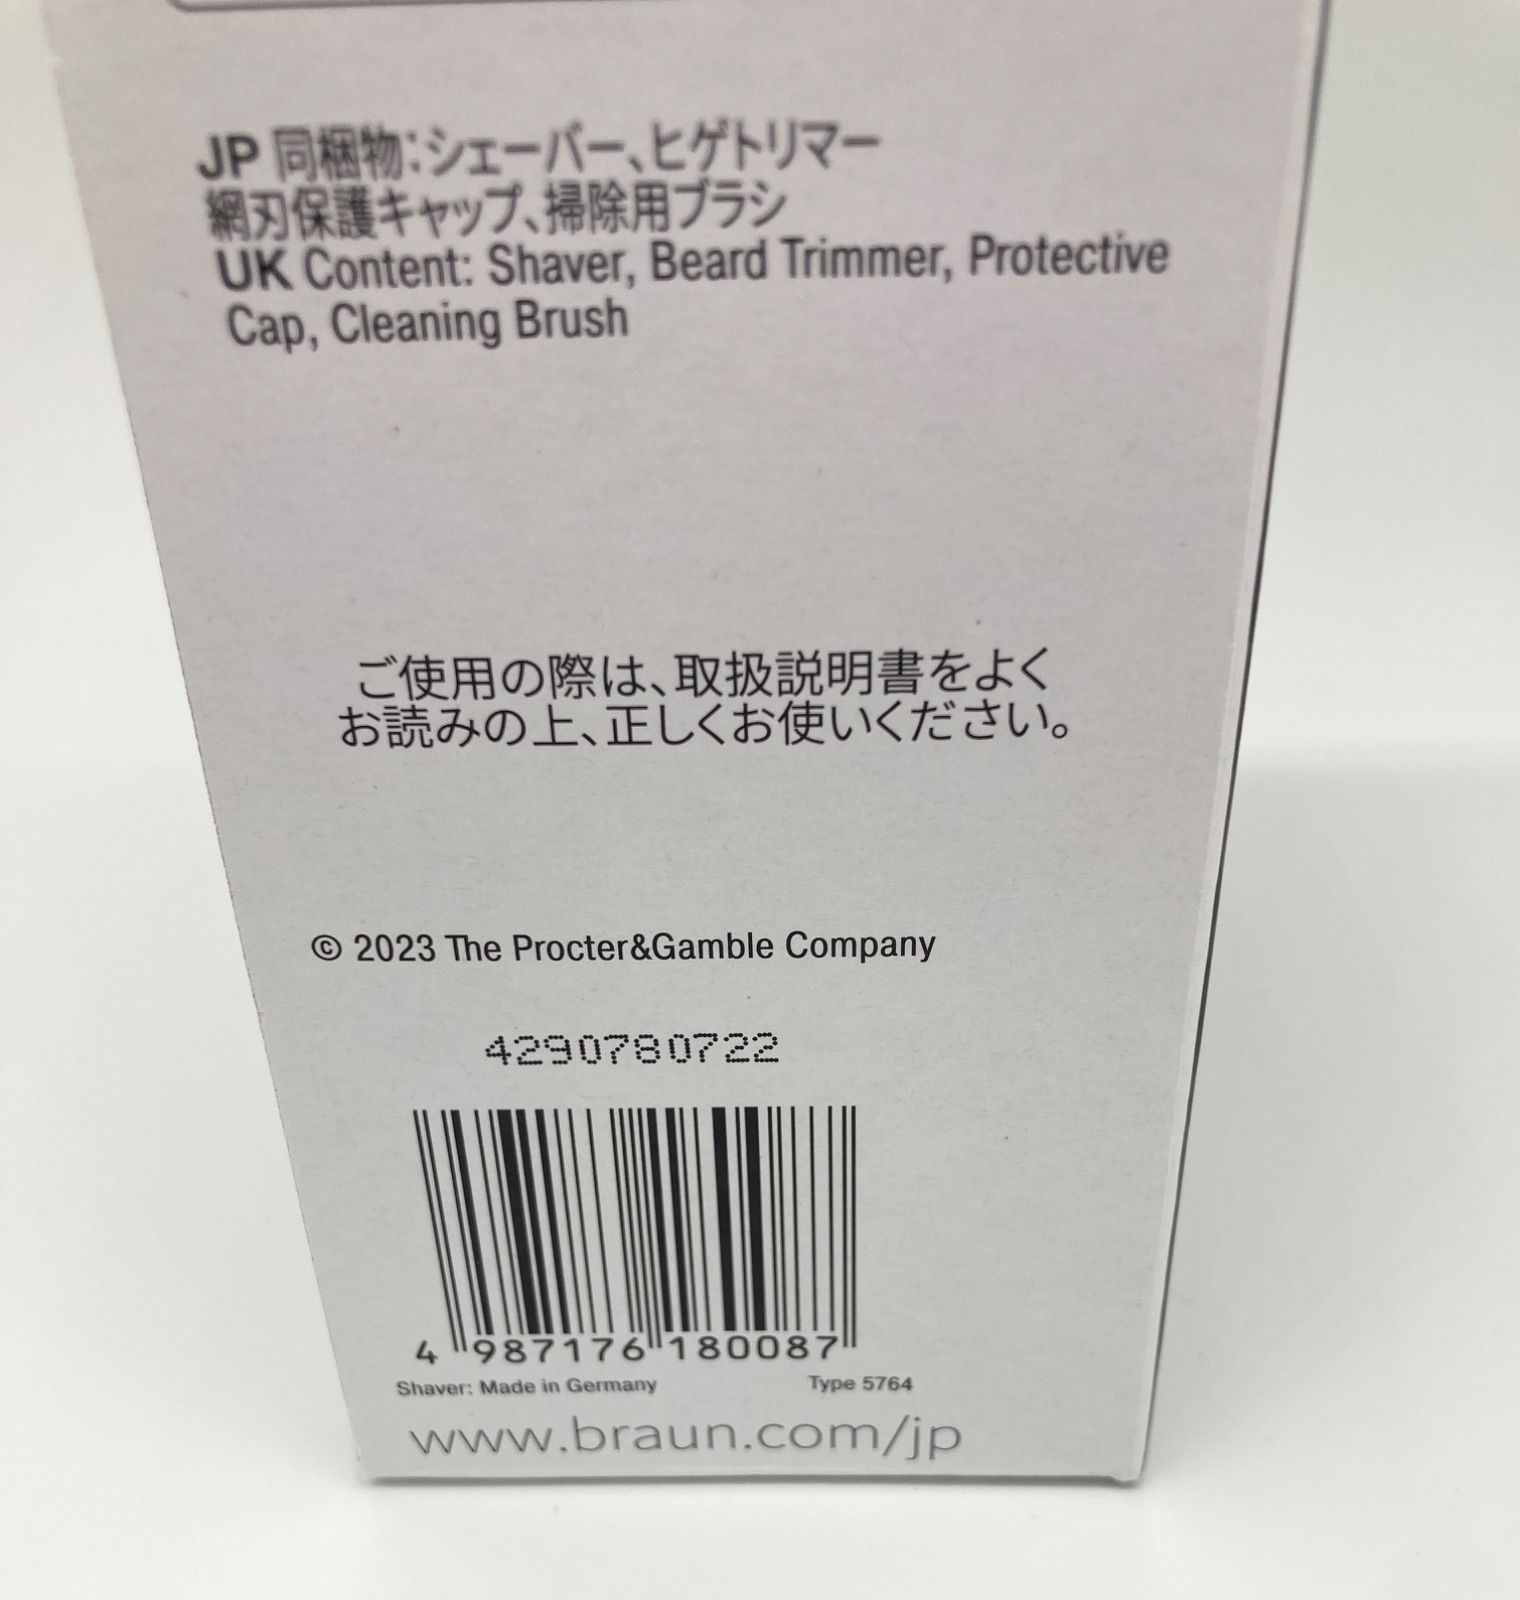 JP 同梱物：シェーバー、ヒゲトリマー
網刃保護キャップ、掃除用ブラシ
UK Content: Shaver, Beard Trimmer, Protective
Cap, Cleaning Brush
ご使用の際は、取扱説明書をよく
お読みの上、正しくお使いください。
© 2023 The Procter&Gamble Company
4290780722
4 987176 180087
Shaver: Made in Germany Type 5764
www.braun.com/jp